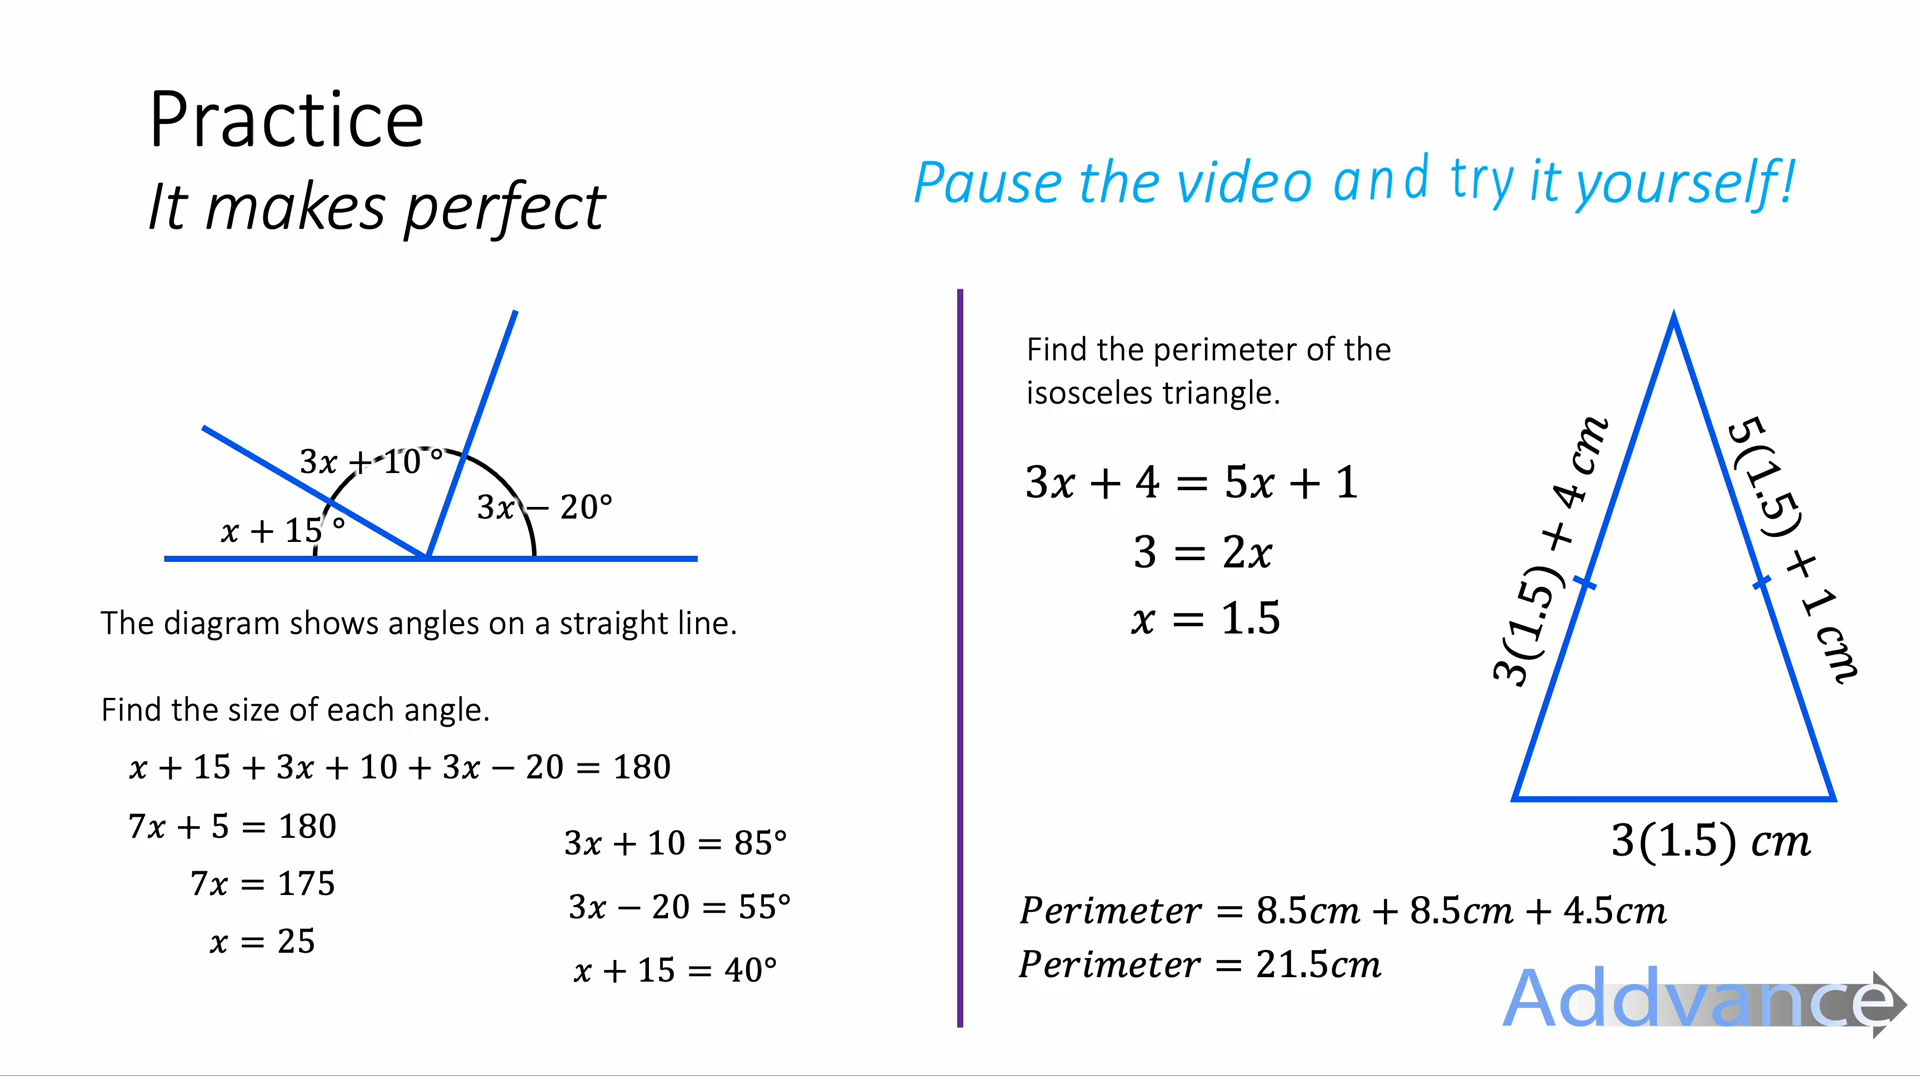 Practice
It makes perfect
Pause the video and try it yourself!
3x + 10 °
x + 15 °
3x − 20°
The diagram shows angles on a straight line.
Find the size of each angle.
x + 15 + 3x + 10 + 3x − 20 = 180
7x + 5 = 180
7x = 175
x = 25
3x + 10 = 85°
3x − 20 = 55°
x + 15 = 40°
Find the perimeter of the
isosceles triangle.
3x + 4 = 5x + 1
3 = 2x
x = 1.5
3(1.5) + 4 cm
5(1.5) + 1 cm
3(1.5) cm
Perimeter = 8.5cm + 8.5cm + 4.5cm
Perimeter = 21.5cm
Addvance